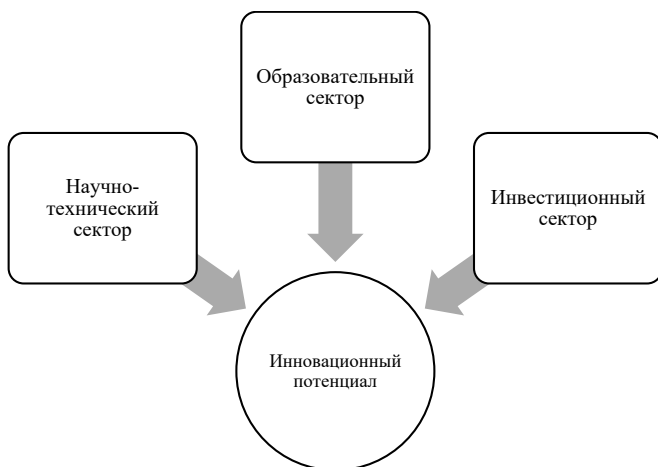 Образовательный
сектор
Научно-
технический
сектор
Инвестиционный
сектор
Инновационный
потенциал